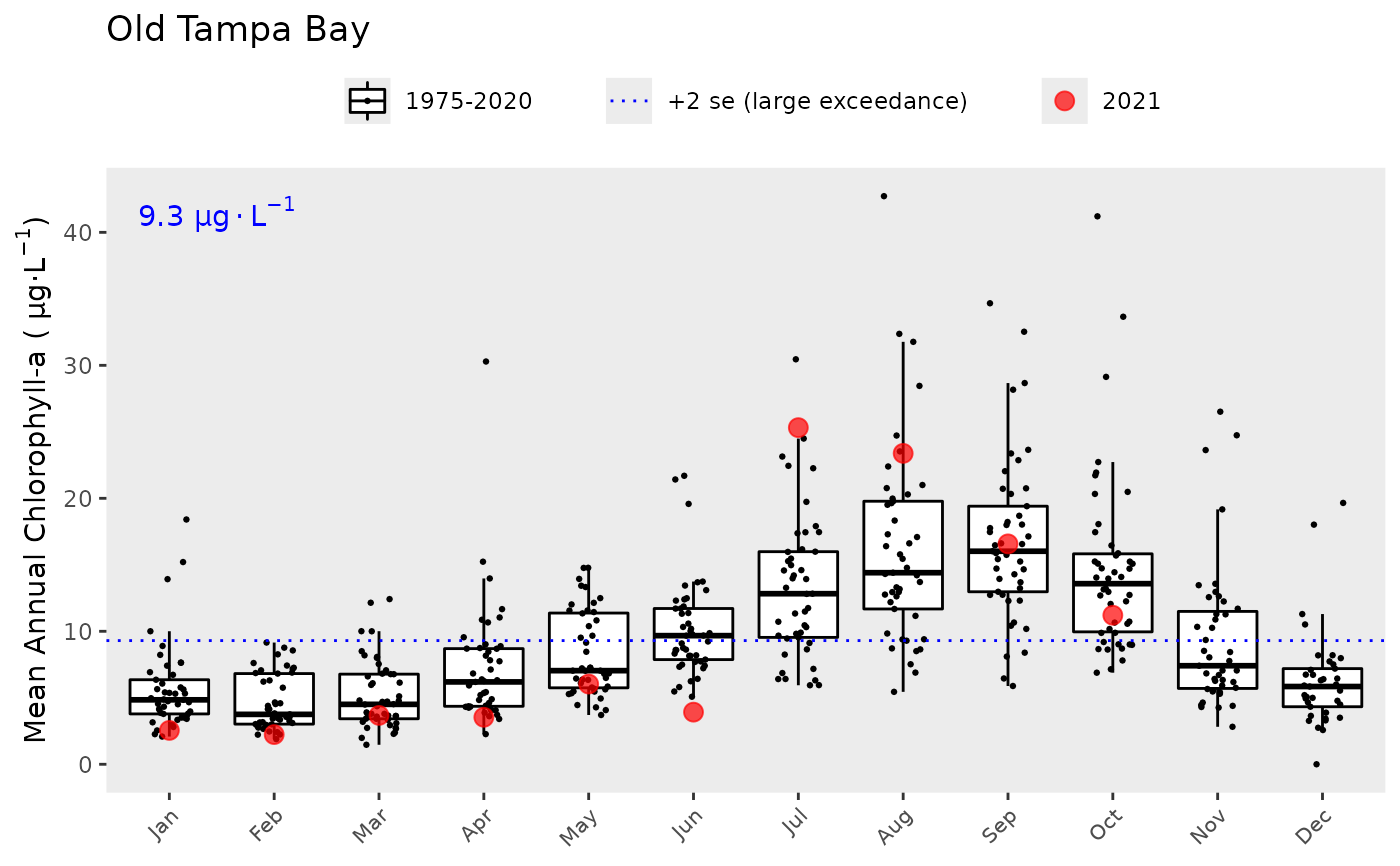 Old Tampa Bay
1975-2020 +2 se (large exceedance) 2021
9.3 µg·L⁻¹
Mean Annual Chlorophyll-a ( µg·L⁻¹)
40
30
20
10
0
Jan Feb Mar Apr May Jun Jul Aug Sep Oct Nov Dec